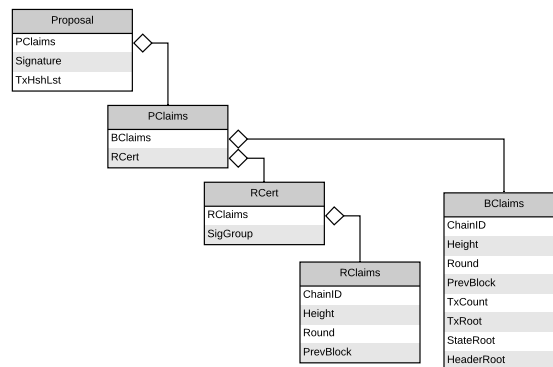 Proposal
PClaims
Signature
TxHshLst
PClaims
BClaims
RCert
RCert
RClaims
SigGroup
RClaims
ChainID
Height
Round
PrevBlock
BClaims
ChainID
Height
Round
PrevBlock
TxCount
TxRoot
StateRoot
HeaderRoot